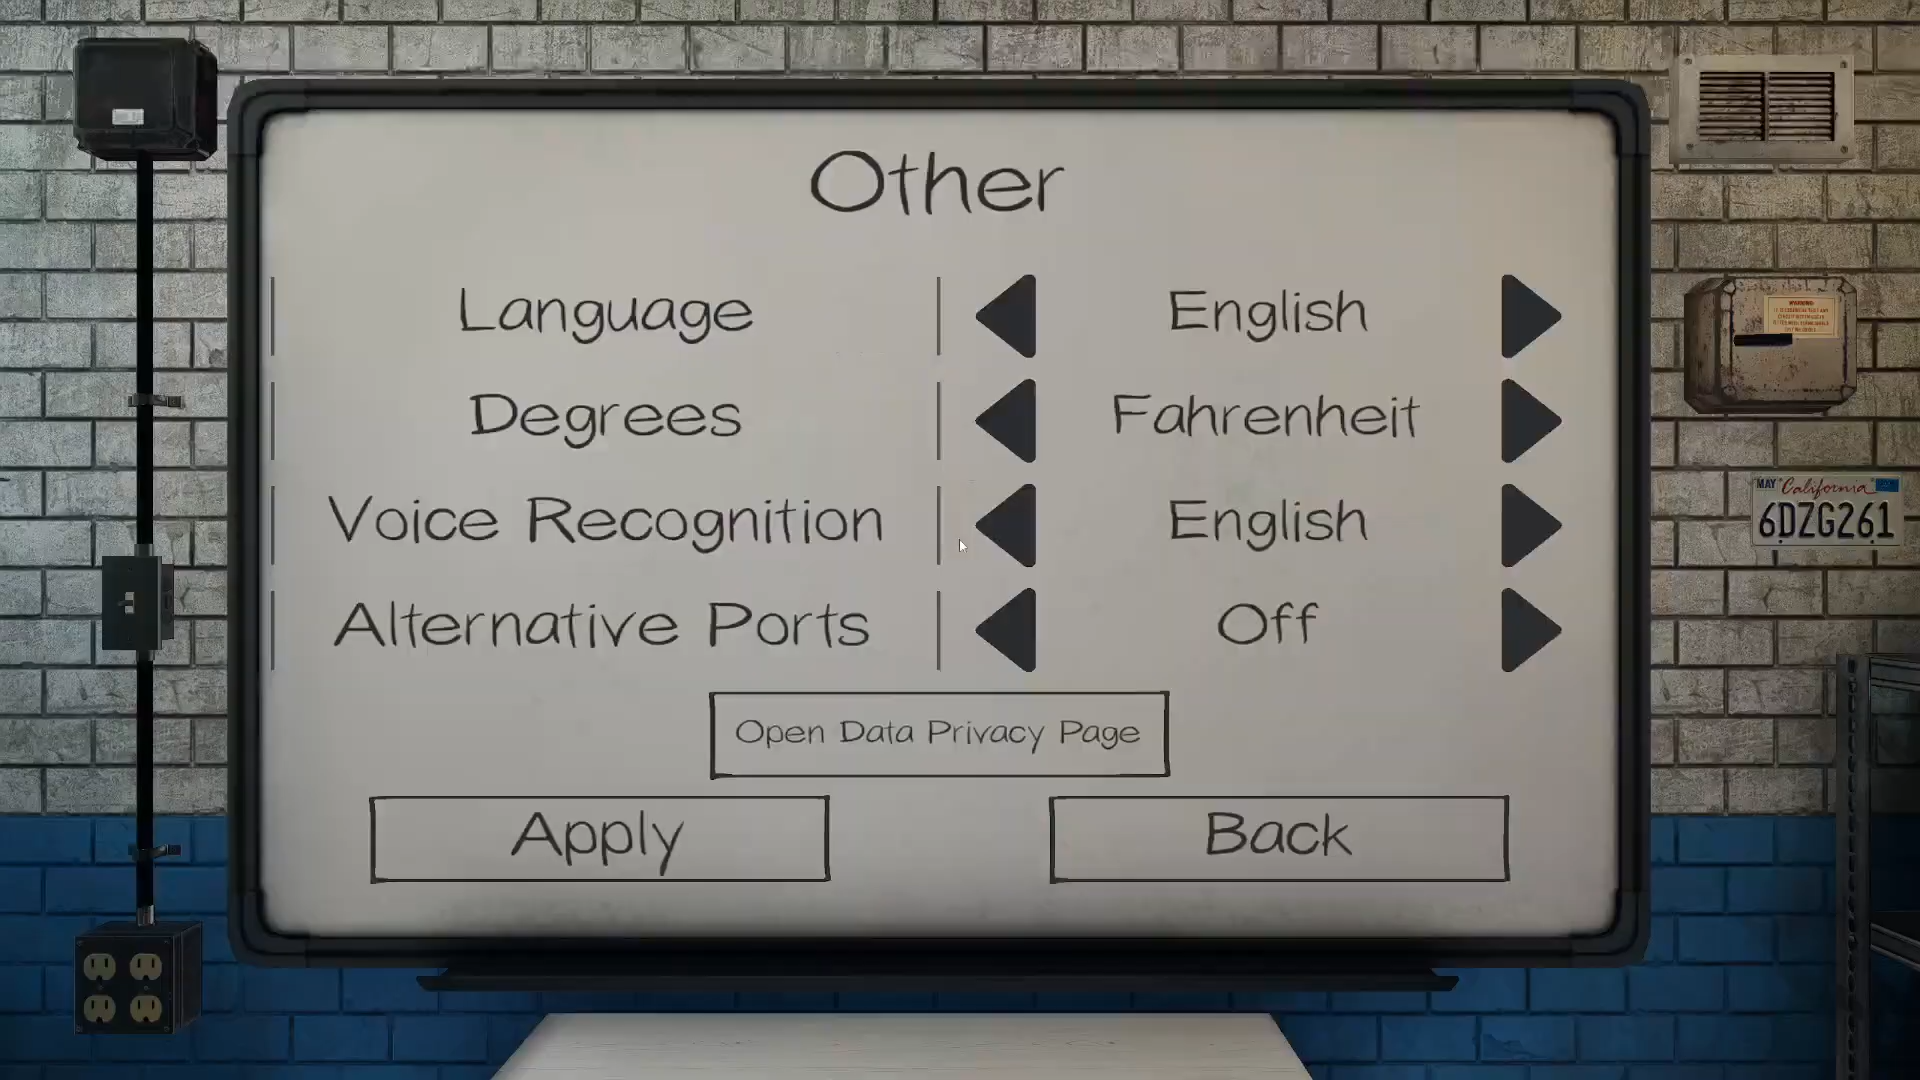 Other
Language English
Degrees Fahrenheit
Voice Recognition English
Alternative Ports Off
Open Data Privacy Page
Apply Back
WARNING:
MAY California
6DZG261